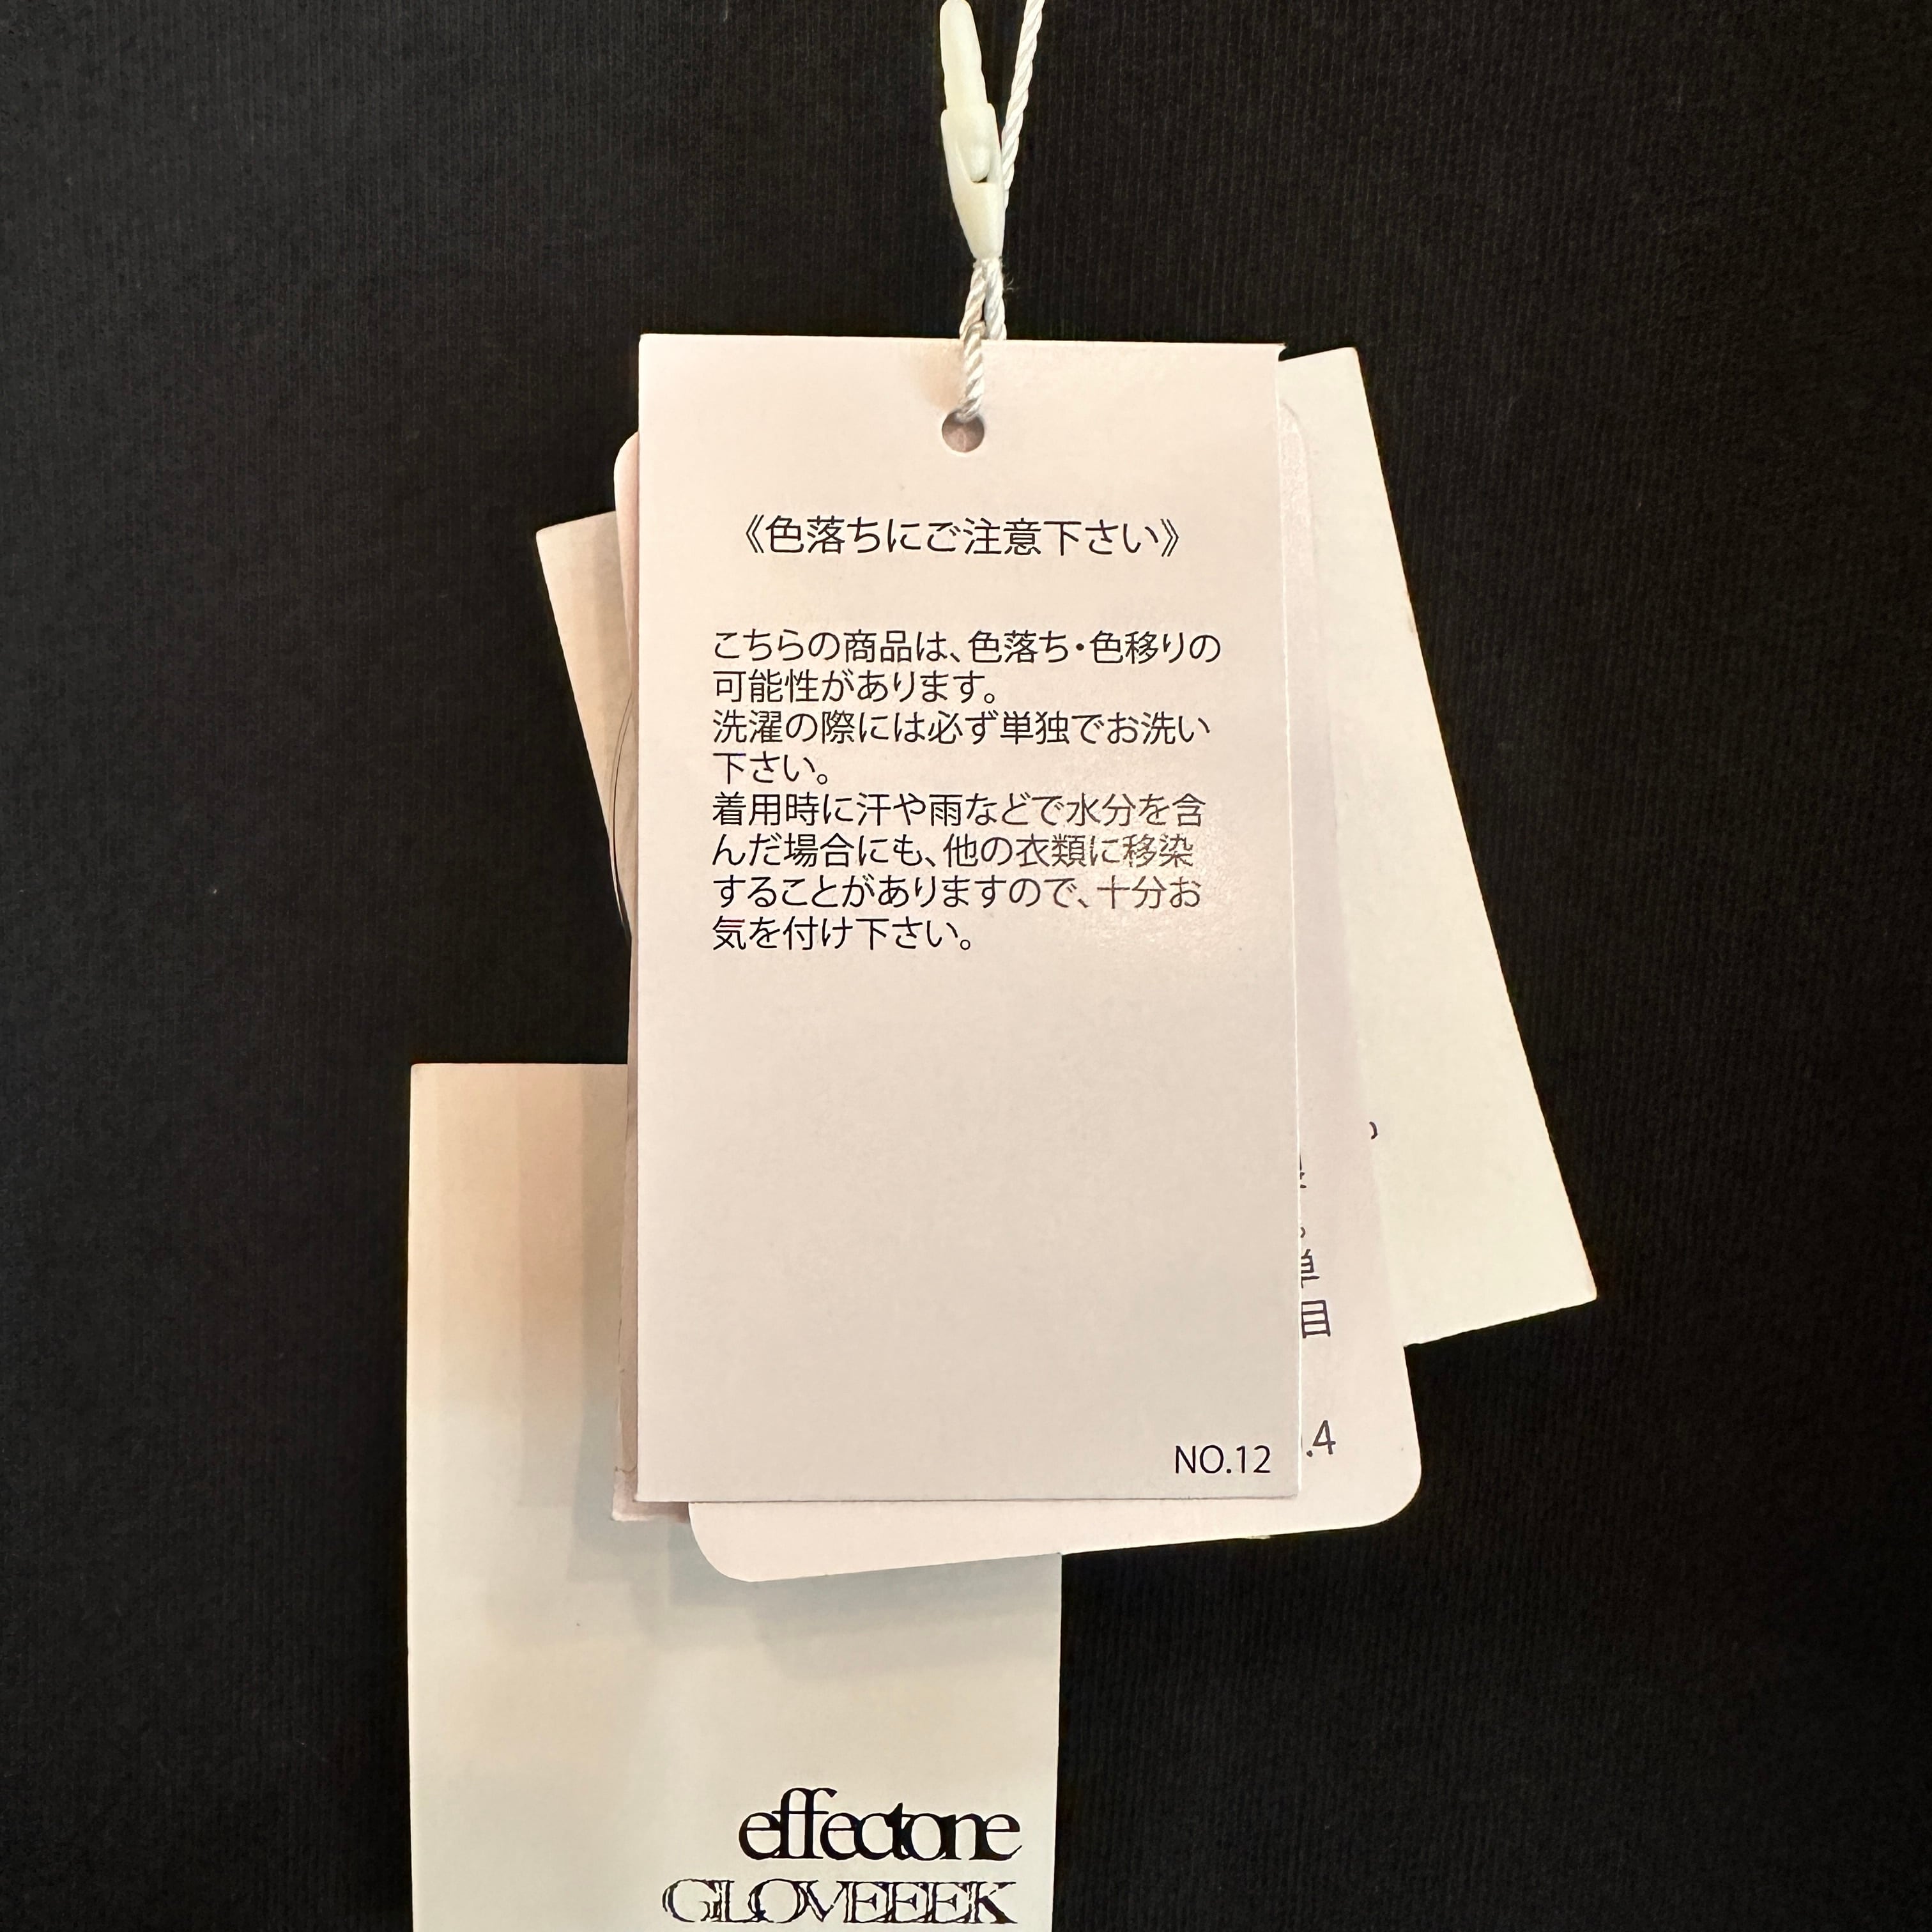 《色落ちにご注意下さい》
こちらの商品は、色落ち・色移りの
可能性があります。
洗濯の際には必ず単独でお洗い
下さい。
着用時に汗や雨などで水分を含
んだ場合にも、他の衣類に移染
することがありますので、十分お
気を付け下さい。
NO.12
単
目
.4
effectone
GLOVEEEK